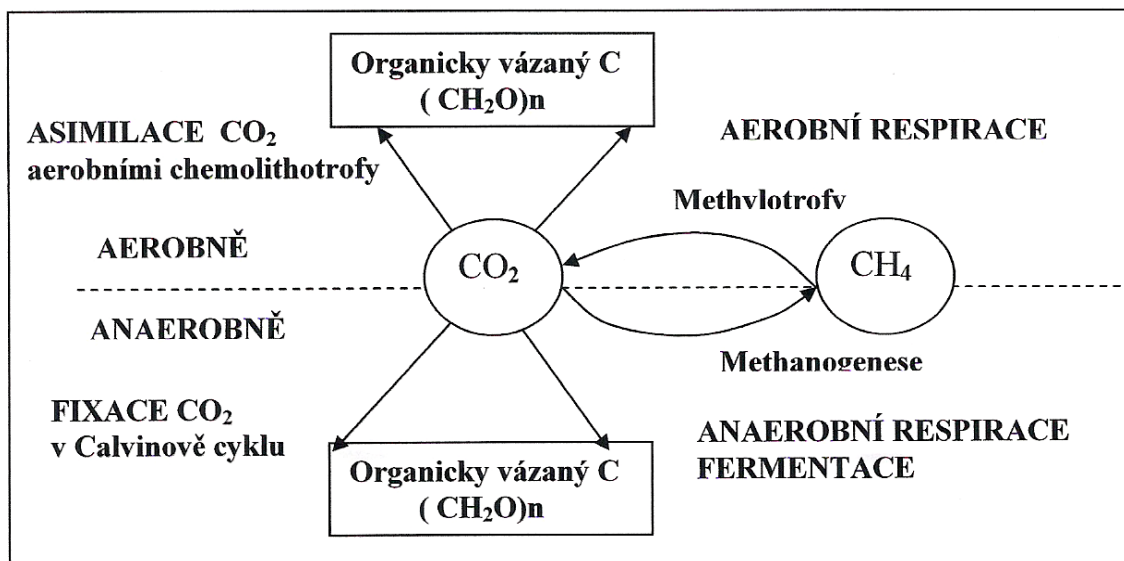 Organicky vázaný C
( CH₂O)n
ASIMILACE CO₂
aerobními chemolithotrofy
AEROBNÍ RESPIRACE
Methylotrofy
AEROBNĚ
CO₂
CH₄
ANAEROBNĚ
Methanogenese
FIXACE CO₂
v Calvinově cyklu
ANAEROBNÍ RESPIRACE
FERMENTACE
Organicky vázaný C
( CH₂O)n